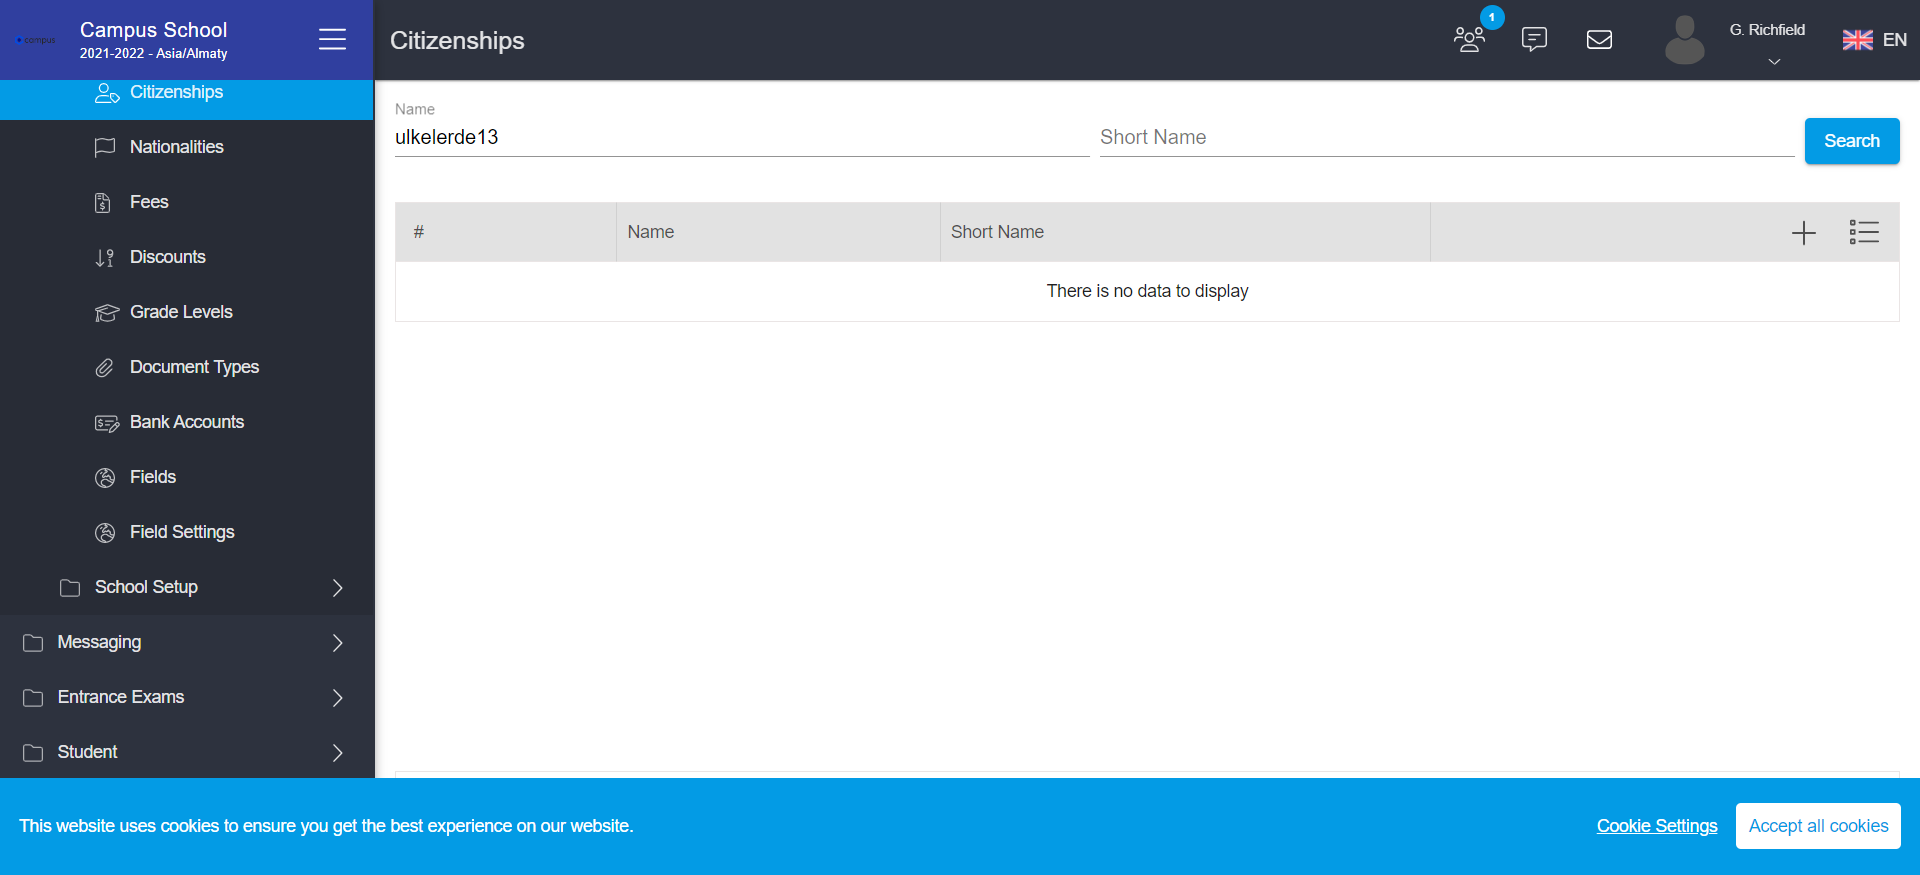 campus
Campus School
2021-2022 - Asia/Almaty
Citizenships
1
G. Richfield
EN
Citizenships
Nationalities
Fees
Discounts
Grade Levels
Document Types
Bank Accounts
Fields
Field Settings
School Setup
Messaging
Entrance Exams
Student
Name
ulkelerde13
Short Name
Search
# Name Short Name
There is no data to display
This website uses cookies to ensure you get the best experience on our website.
Cookie Settings
Accept all cookies